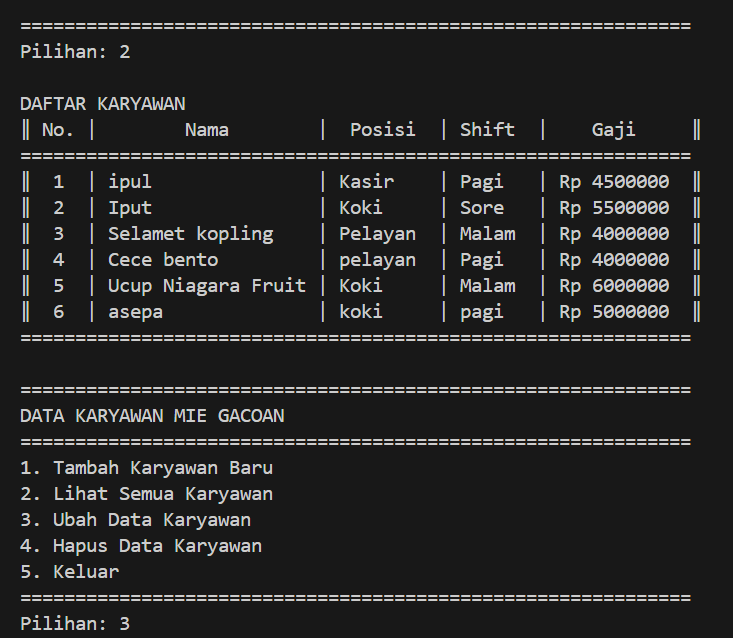 =============================================================
Pilihan: 2
DAFTAR KARYAWAN
‖ No. |        Nama        |  Posisi  | Shift  |    Gaji     ‖
=============================================================
‖  1  | ipul               | Kasir    | Pagi   | Rp 4500000  ‖
‖  2  | Iput               | Koki     | Sore   | Rp 5500000  ‖
‖  3  | Selamet kopling    | Pelayan  | Malam  | Rp 4000000  ‖
‖  4  | Cece bento         | pelayan  | Pagi   | Rp 4000000  ‖
‖  5  | Ucup Niagara Fruit | Koki     | Malam  | Rp 6000000  ‖
‖  6  | asepa              | koki     | pagi   | Rp 5000000  ‖
=============================================================
=============================================================
DATA KARYAWAN MIE GACOAN
=============================================================
1. Tambah Karyawan Baru
2. Lihat Semua Karyawan
3. Ubah Data Karyawan
4. Hapus Data Karyawan
5. Keluar
=============================================================
Pilihan: 3